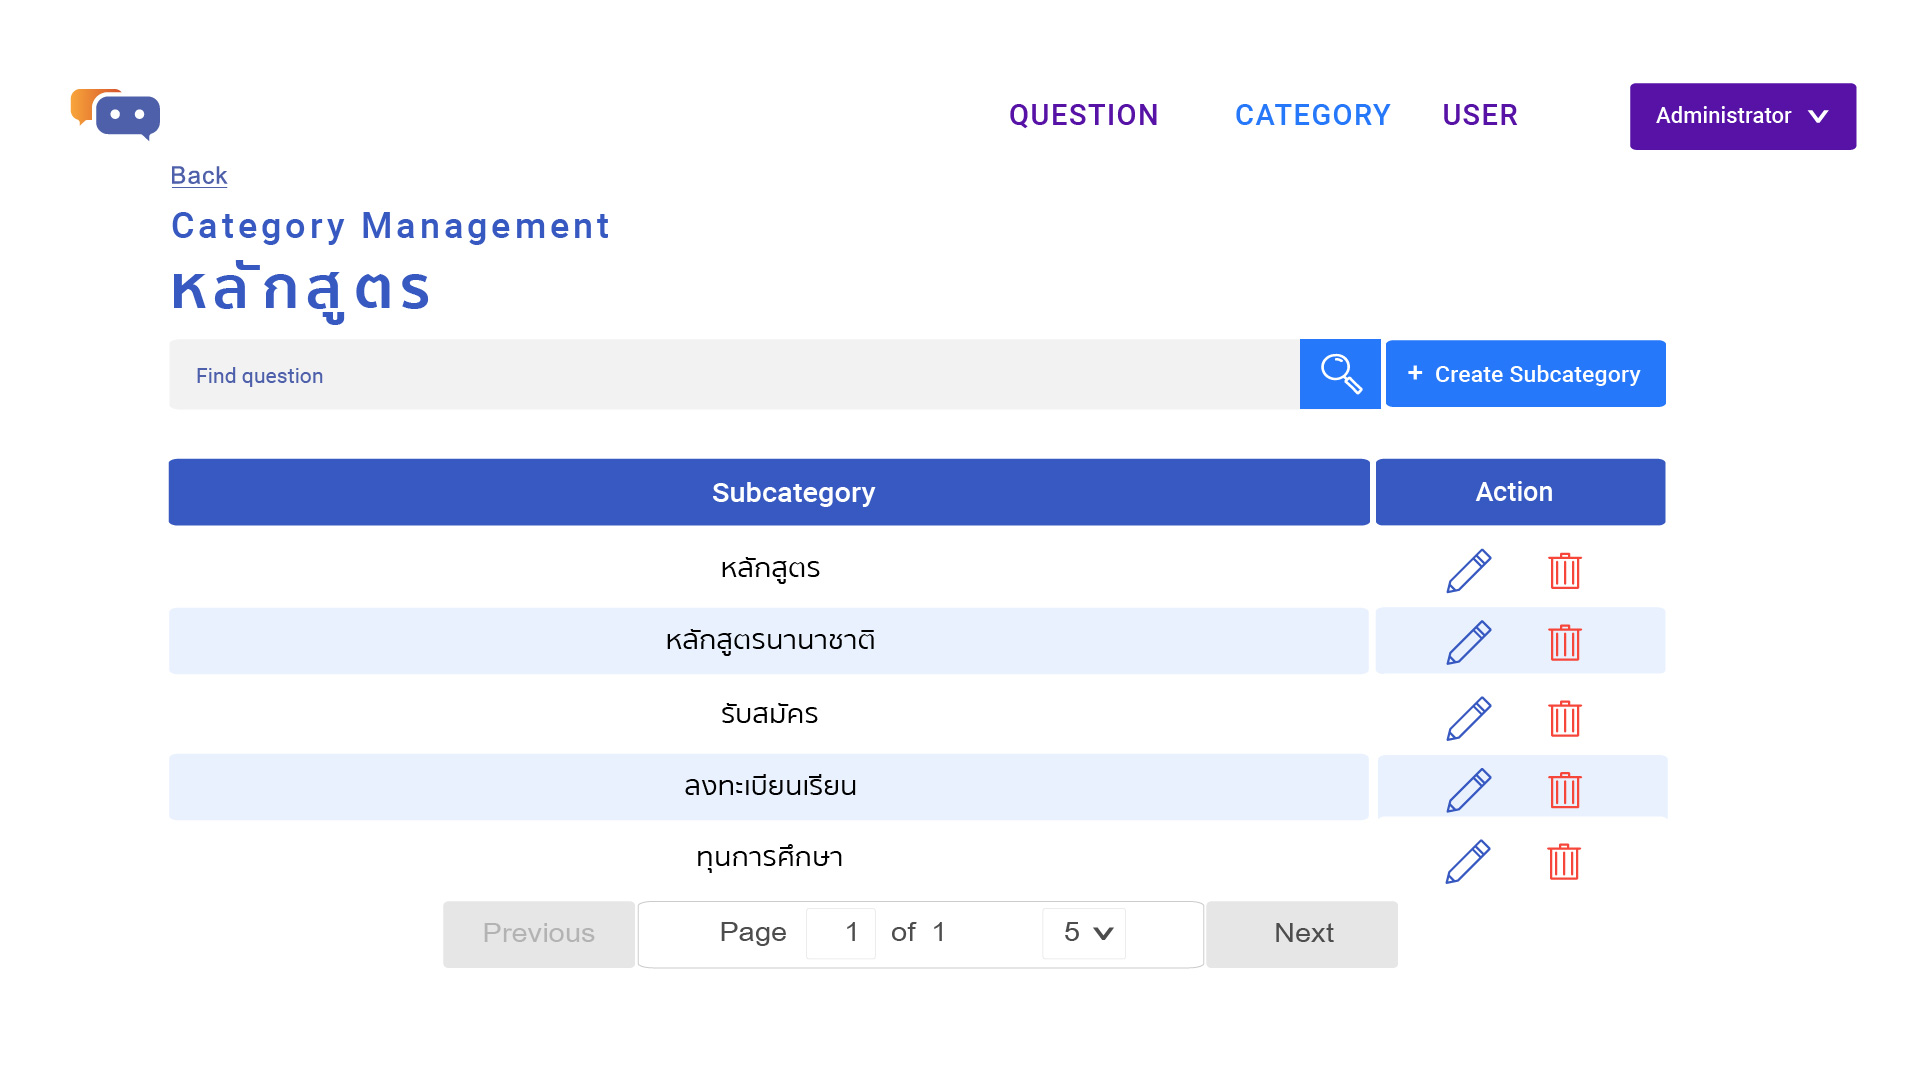 QUESTION CATEGORY USER Administrator
Back
Category Management
หลักสูตร
Find question + Create Subcategory
Subcategory Action
หลักสูตร
หลักสูตรนานาชาติ
รับสมัคร
ลงทะเบียนเรียน
ทุนการศึกษา
Previous Page 1 of 1 5 Next